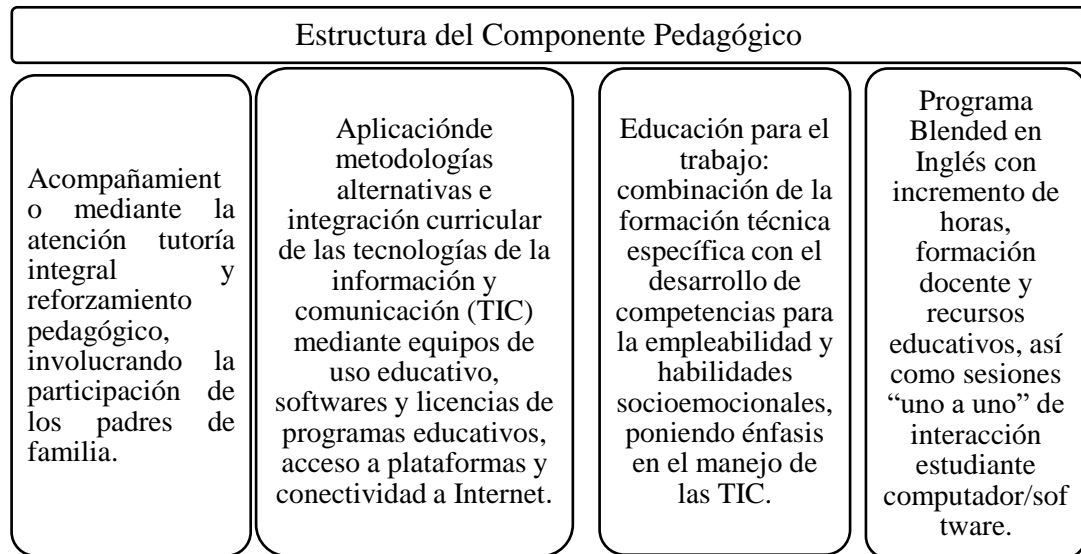 Estructura del Componente Pedagógico
Acompañamient
o mediante la
atención tutoría
integral y
reforzamiento
pedagógico,
involucrando la
participación de
los padres de
familia.
Aplicaciónde
metodologías
alternativas e
integración curricular
de las tecnologías de la
información y
comunicación (TIC)
mediante equipos de
uso educativo,
softwares y licencias de
programas educativos,
acceso a plataformas y
conectividad a Internet.
Educación para el
trabajo:
combinación de la
formación técnica
específica con el
desarrollo de
competencias para
la empleabilidad y
habilidades
socioemocionales,
poniendo énfasis
en el manejo de
las TIC.
Programa
Blended en
Inglés con
incremento de
horas,
formación
docente y
recursos
educativos, así
como sesiones
“uno a uno” de
interacción
estudiante
computador/sof
tware.